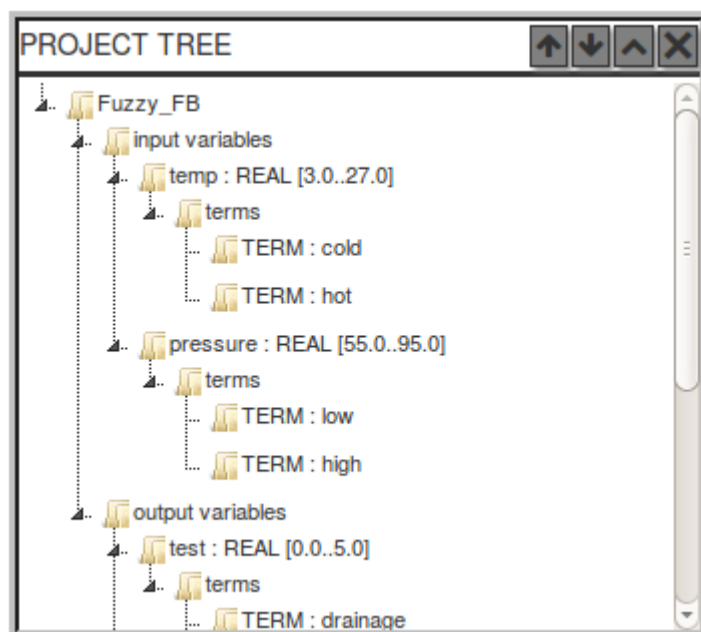 PROJECT TREE
Fuzzy_FB
input variables
temp : REAL [3.0..27.0]
terms
TERM : cold
TERM : hot
pressure : REAL [55.0..95.0]
terms
TERM : low
TERM : high
output variables
test : REAL [0.0..5.0]
terms
TERM : drainage